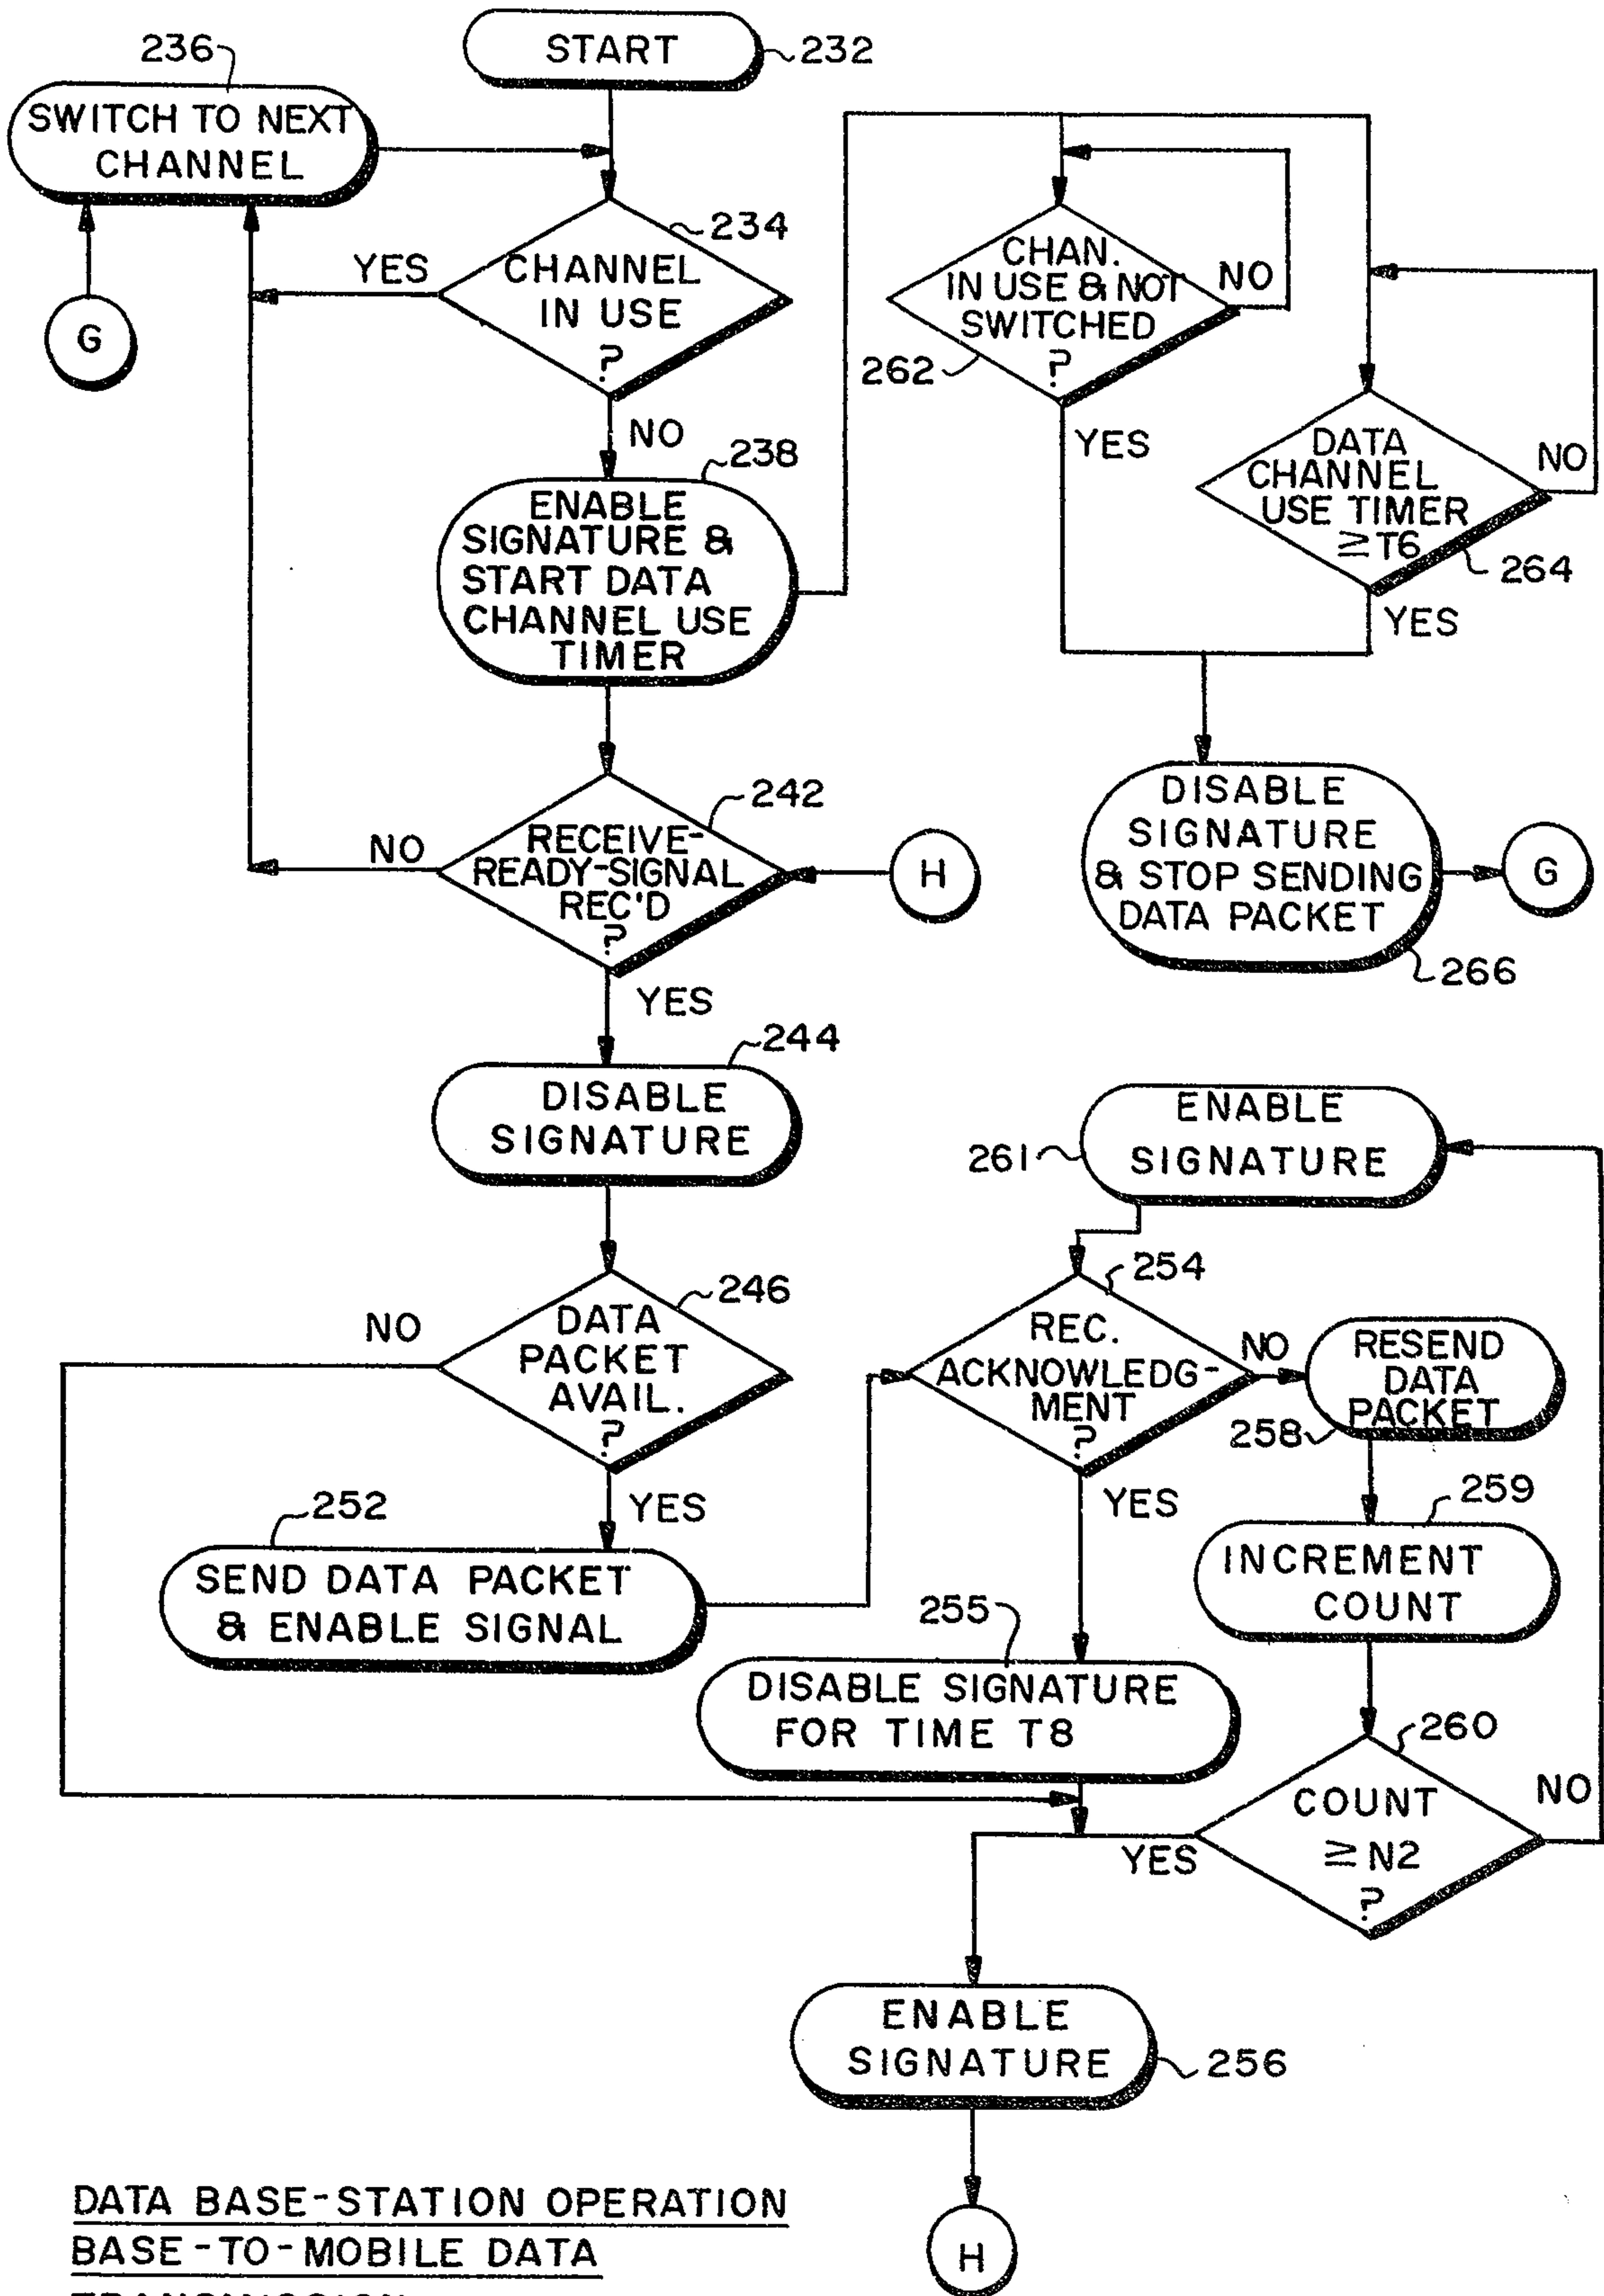 START
232
236
SWITCH TO NEXT
CHANNEL
234
CHANNEL
IN USE
?
YES
NO
G
238
ENABLE
SIGNATURE &
START DATA
CHANNEL USE
TIMER
CHAN.
IN USE & NOT
SWITCHED
?
NO
262
YES
DATA
CHANNEL
USE TIMER
≥ T6
NO
264
YES
242
RECEIVE-
READY-SIGNAL
REC'D
?
NO
YES
H
DISABLE
SIGNATURE
& STOP SENDING
DATA PACKET
266
G
244
DISABLE
SIGNATURE
ENABLE
SIGNATURE
261
246
DATA
PACKET
AVAIL.
?
NO
YES
254
REC.
ACKNOWLEDG-
MENT
?
NO
YES
RESEND
DATA
PACKET
258
252
SEND DATA PACKET
& ENABLE SIGNAL
259
INCREMENT
COUNT
255
DISABLE SIGNATURE
FOR TIME T8
260
COUNT
≥ N2
?
NO
YES
ENABLE
SIGNATURE
256
H
DATA BASE-STATION OPERATION
BASE-TO-MOBILE DATA